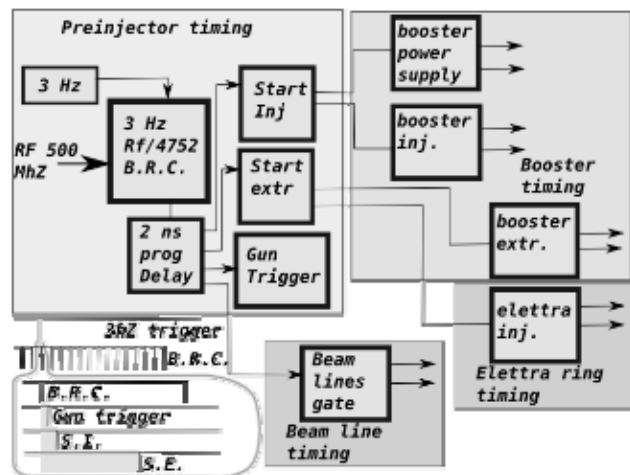 Preinjector timing
3 Hz
3 Hz
Rf/4752
B.R.C.
RF 500
MhZ
2 ns
prog
Delay
Start
Inj
Start
extr
Gun
Trigger
booster
power
supply
booster
inj.
Booster
timing
booster
extr.
elettra
inj.
Elettra ring
timing
Beam
lines
gate
Beam line
timing
3HZ trigger
B.R.C.
B.R.C.
Gun trigger
S.I.
S.E.